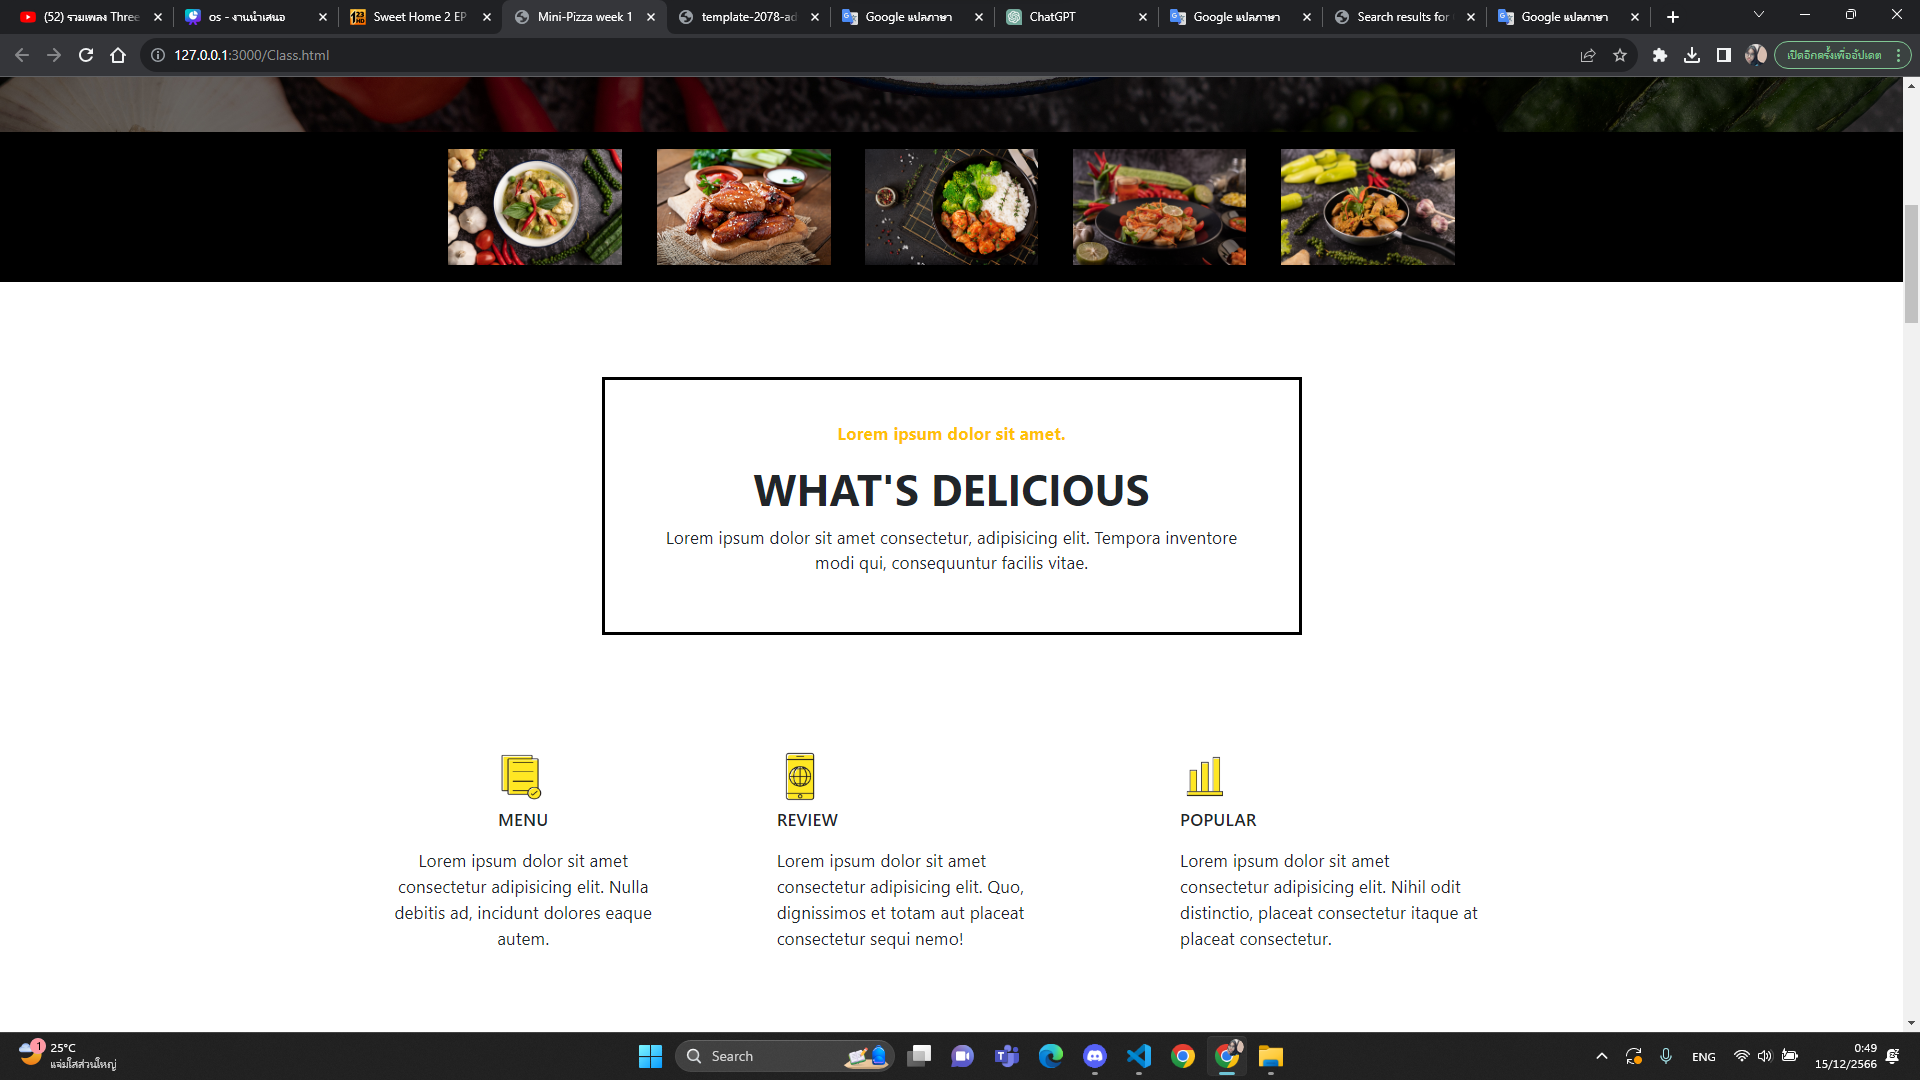 (52) รวมเพลง Three
os - งานนำเสนอ
Sweet Home 2 EP
Mini-Pizza week 1
template-2078-ad
Google แปลภาษา
ChatGPT
Google แปลภาษา
Search results for
Google แปลภาษา
127.0.0.1:3000/Class.html
เปิดอีกครั้งเพื่ออัปเดต
Lorem ipsum dolor sit amet.
WHAT'S DELICIOUS
Lorem ipsum dolor sit amet consectetur, adipisicing elit. Tempora inventore
modi qui, consequuntur facilis vitae.
MENU
Lorem ipsum dolor sit amet
consectetur adipisicing elit. Nulla
debitis ad, incidunt dolores eaque
autem.
REVIEW
Lorem ipsum dolor sit amet
consectetur adipisicing elit. Quo,
dignissimos et totam aut placeat
consectetur sequi nemo!
POPULAR
Lorem ipsum dolor sit amet
consectetur adipisicing elit. Nihil odit
distinctio, placeat consectetur itaque at
placeat consectetur.
1
25°C
แจ่มใสส่วนใหญ่
Search
ENG
0:49
15/12/2566